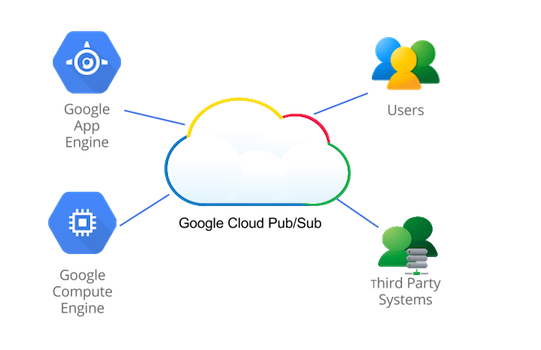 Google
App
Engine
Users
Google Cloud Pub/Sub
Google
Compute
Engine
Third Party
Systems